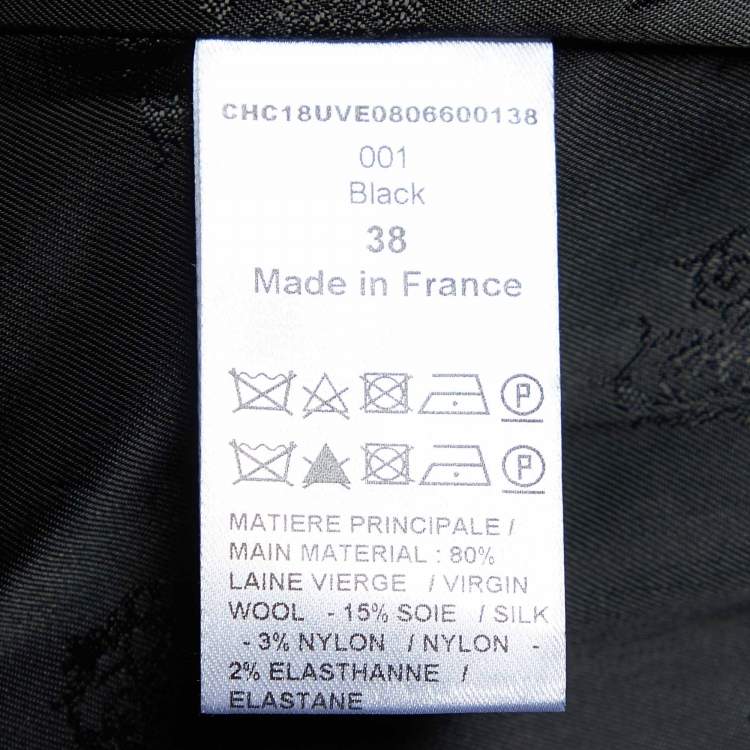 CHC18UVE0806600138
001
Black
38
Made in France
P
P
MATIERE PRINCIPALE /
MAIN MATERIAL : 80%
LAINE VIERGE / VIRGIN
WOOL - 15% SOIE / SILK
- 3% NYLON / NYLON -
2% ELASTHANNE /
ELASTANE